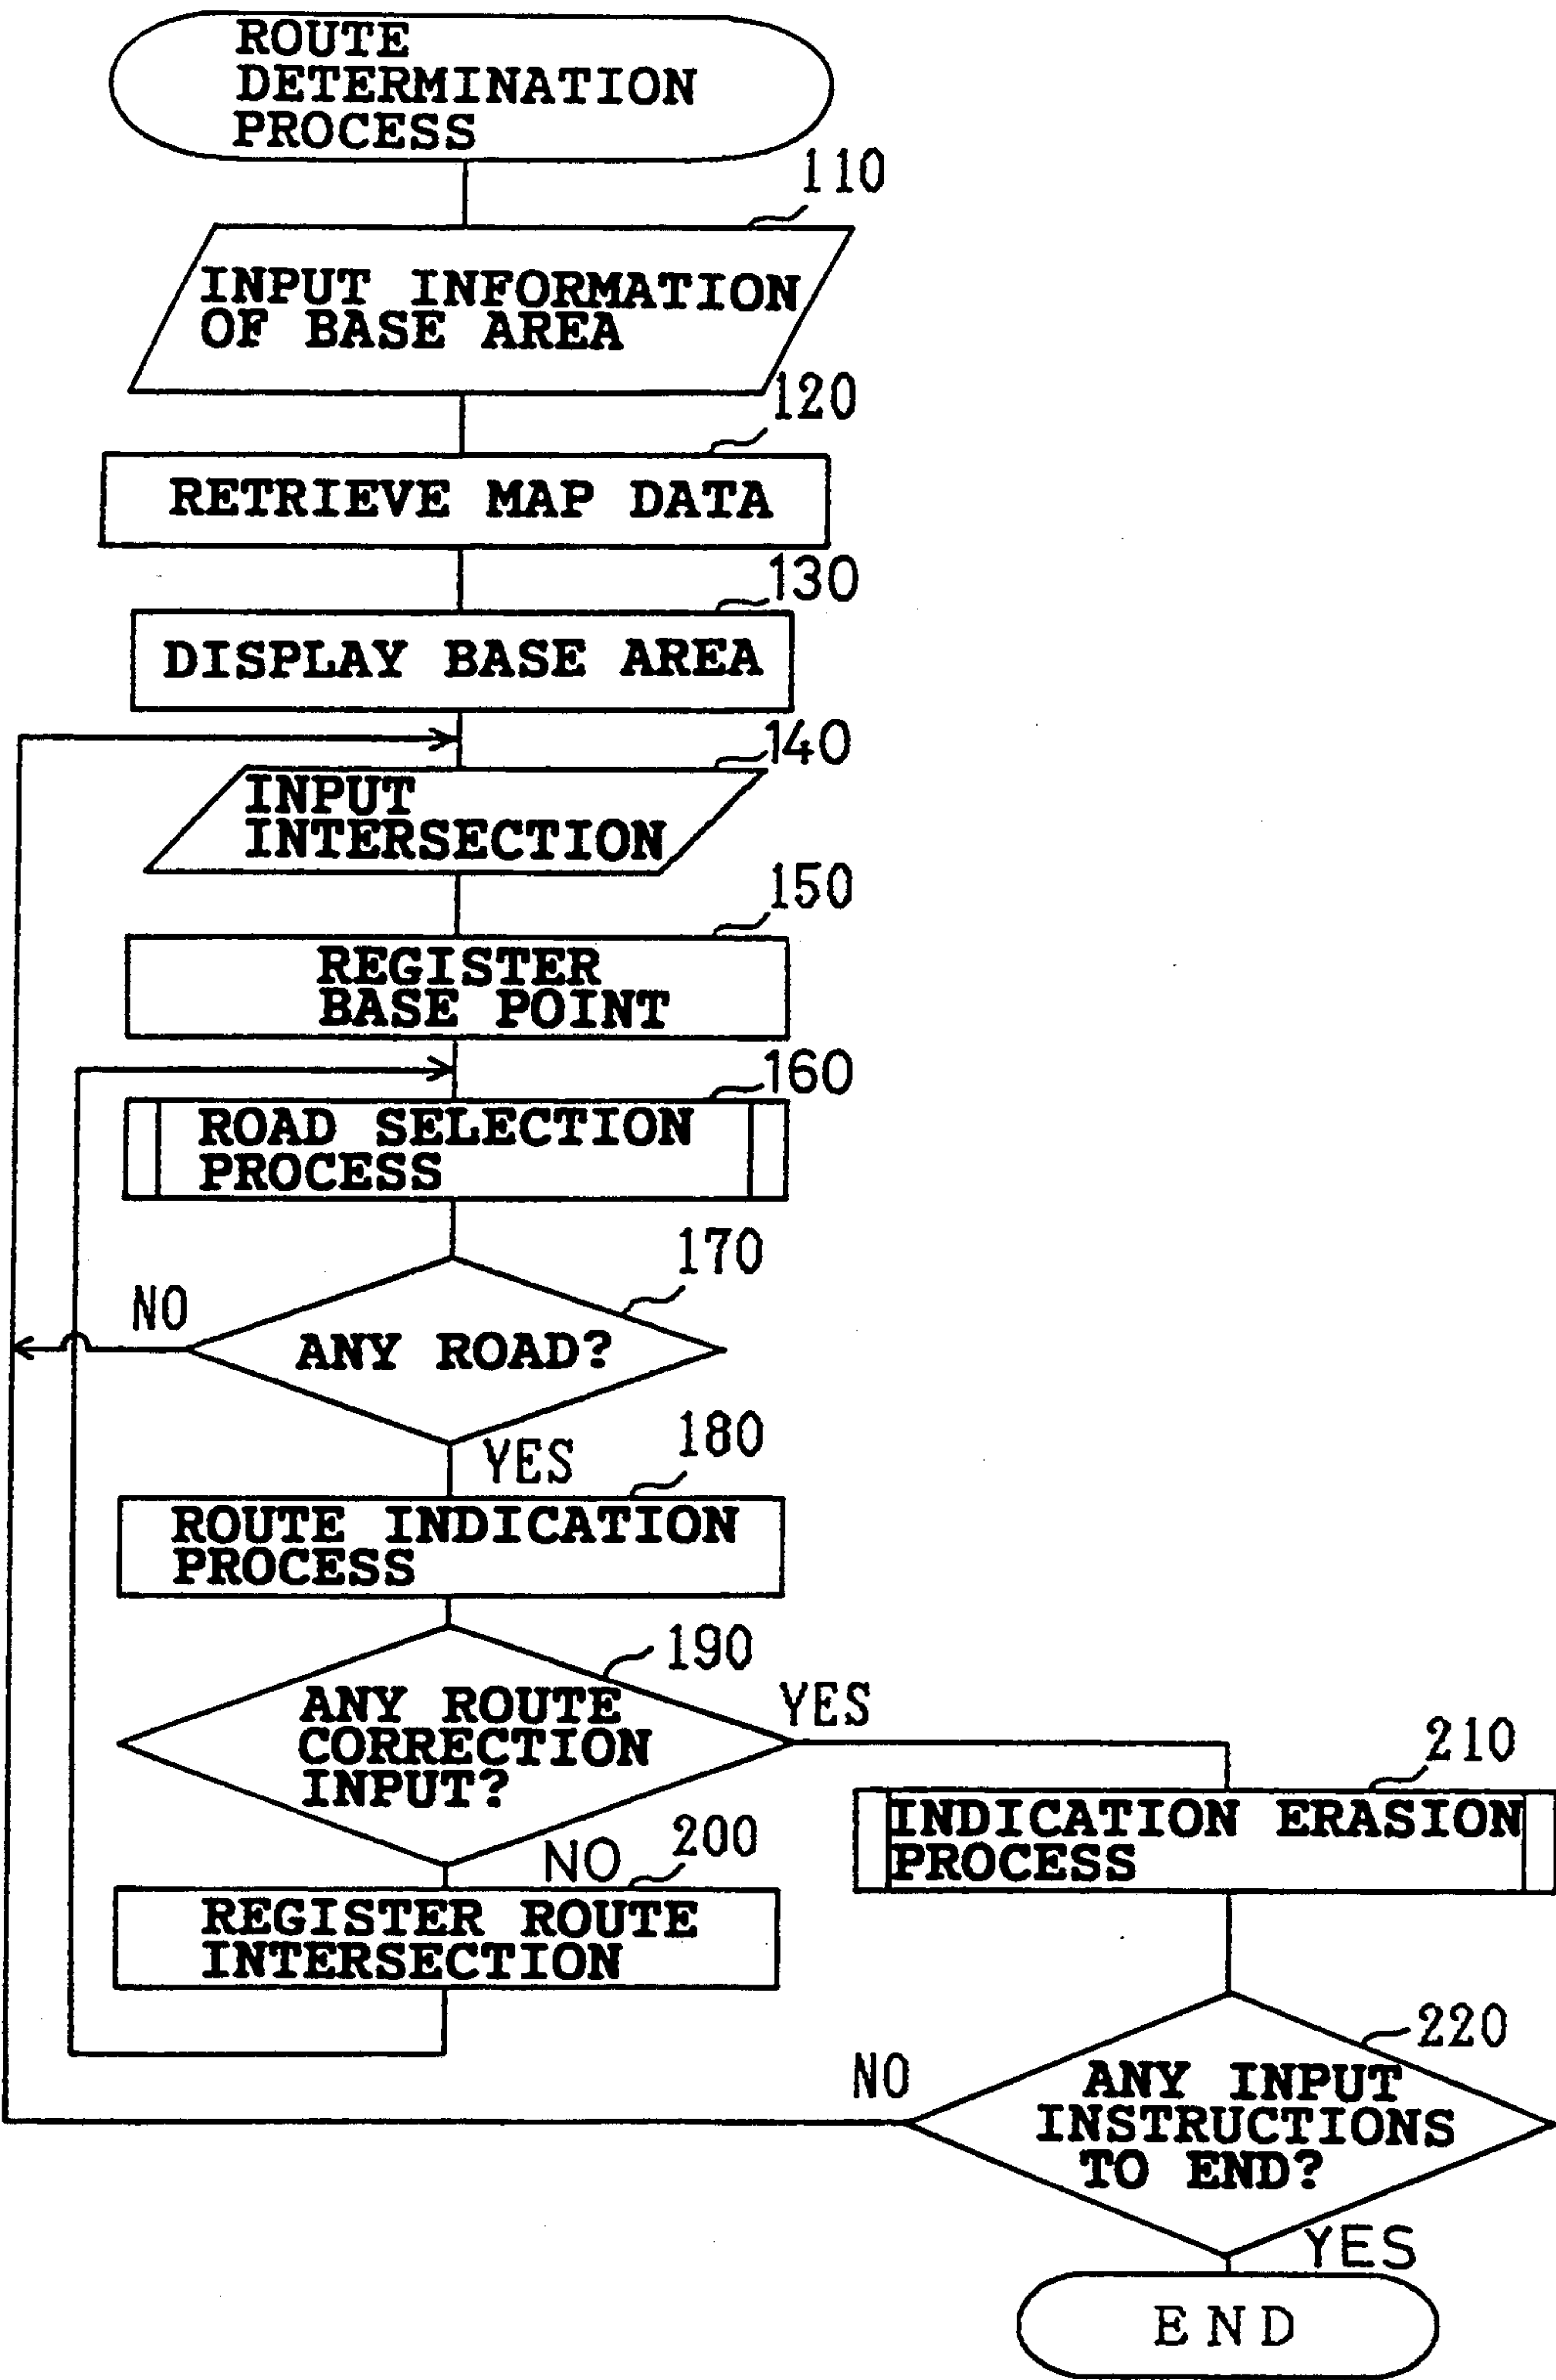 ROUTE
DETERMINATION
PROCESS
110
INPUT INFORMATION
OF BASE AREA
120
RETRIEVE MAP DATA
130
DISPLAY BASE AREA
140
INPUT
INTERSECTION
150
REGISTER
BASE POINT
160
ROAD SELECTION
PROCESS
170
NO
ANY ROAD?
180
YES
ROUTE INDICATION
PROCESS
190
ANY ROUTE
CORRECTION
INPUT?
YES
210
INDICATION ERASION
PROCESS
NO
200
REGISTER ROUTE
INTERSECTION
220
NO
ANY INPUT
INSTRUCTIONS
TO END?
YES
END